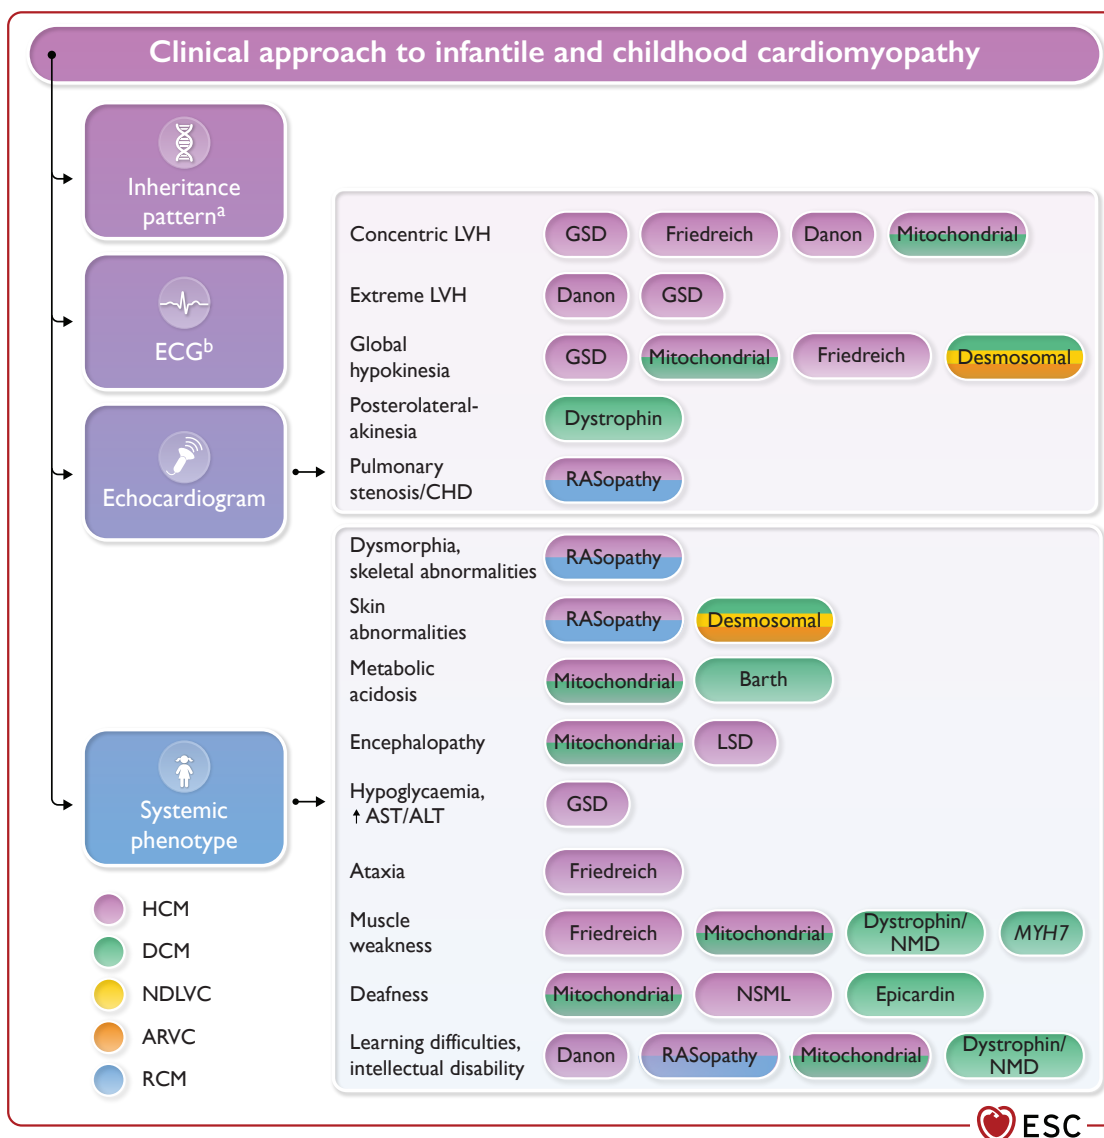 Clinical approach to infantile and childhood cardiomyopathy
Inheritance
patternᵃ
ECGᵇ
Echocardiogram
Concentric LVH GSD Friedreich Danon Mitochondrial
Extreme LVH Danon GSD
Global
hypokinesia GSD Mitochondrial Friedreich Desmosomal
Posterolateral-
akinesia Dystrophin
Pulmonary
stenosis/CHD RASopathy
Systemic
phenotype
Dysmorphia,
skeletal abnormalities RASopathy
Skin
abnormalities RASopathy Desmosomal
Metabolic
acidosis Mitochondrial Barth
Encephalopathy Mitochondrial LSD
Hypoglycaemia,
↑ AST/ALT GSD
Ataxia Friedreich
Muscle
weakness Friedreich Mitochondrial Dystrophin/
NMD MYH7
Deafness Mitochondrial NSML Epicardin
Learning difficulties,
intellectual disability Danon RASopathy Mitochondrial Dystrophin/
NMD
HCM
DCM
NDLVC
ARVC
RCM
ESC